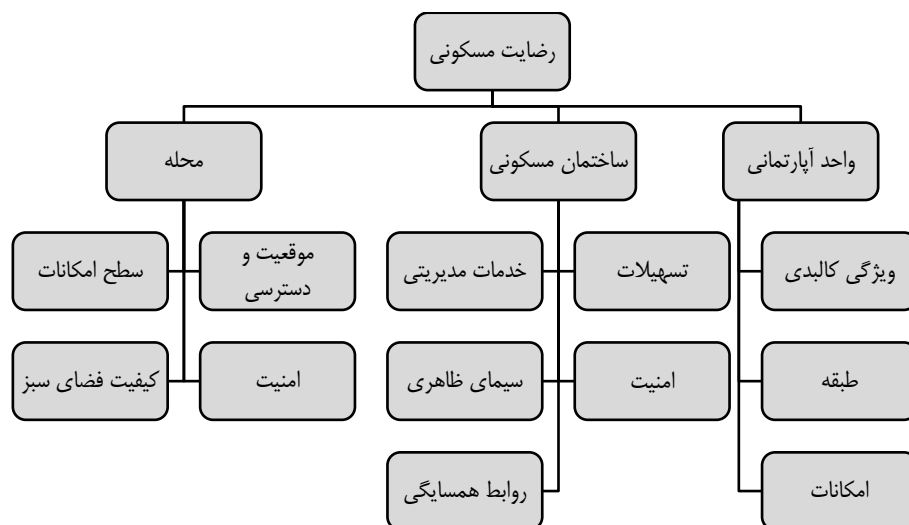 رضایت مسکونی
واحد آپارتمانی
ساختمان مسکونی
محله
ویژگی کالبدی
تسهیلات
خدمات مدیریتی
موقعیت و
دسترسی
سطح امکانات
طبقه
امنیت
سیمای ظاهری
امنیت
کیفیت فضای سبز
امکانات
روابط همسایگی